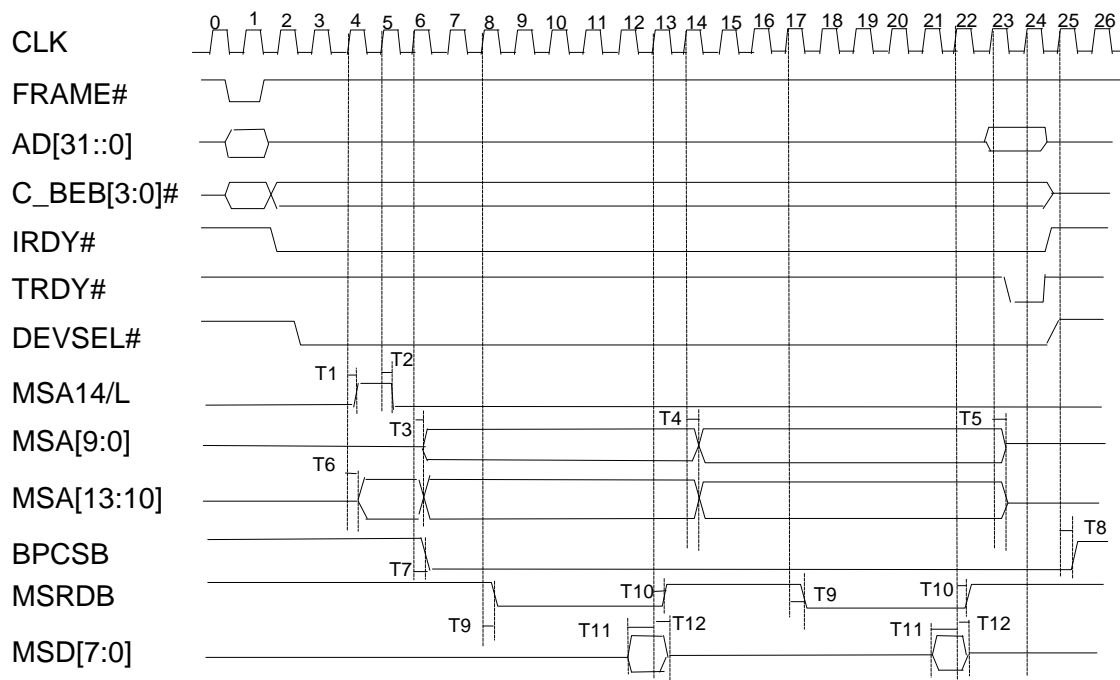 0 1 2 3 4 5 6 7 8 9 10 11 12 13 14 15 16 17 18 19 20 21 22 23 24 25 26
CLK
FRAME#
AD[31::0]
C_BEB[3:0]#
IRDY#
TRDY#
DEVSEL#
T1 T2
MSA14/L
T3 T4 T5
MSA[9:0]
T6
MSA[13:10]
T8
BPCSB
T7
MSRDB
T10 T9 T10
T9 T11 T12 T11 T12
MSD[7:0]